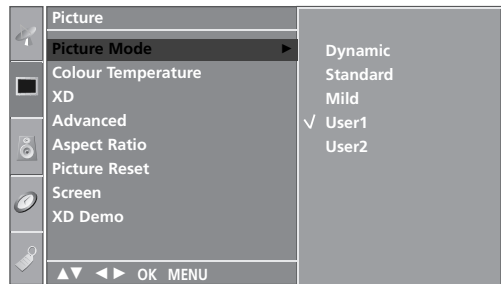 Picture
Picture Mode ►
Colour Temperature
XD
Advanced
Aspect Ratio
Picture Reset
Screen
XD Demo
▲▼ ◄► OK MENU
Dynamic
Standard
Mild
√ User1
User2